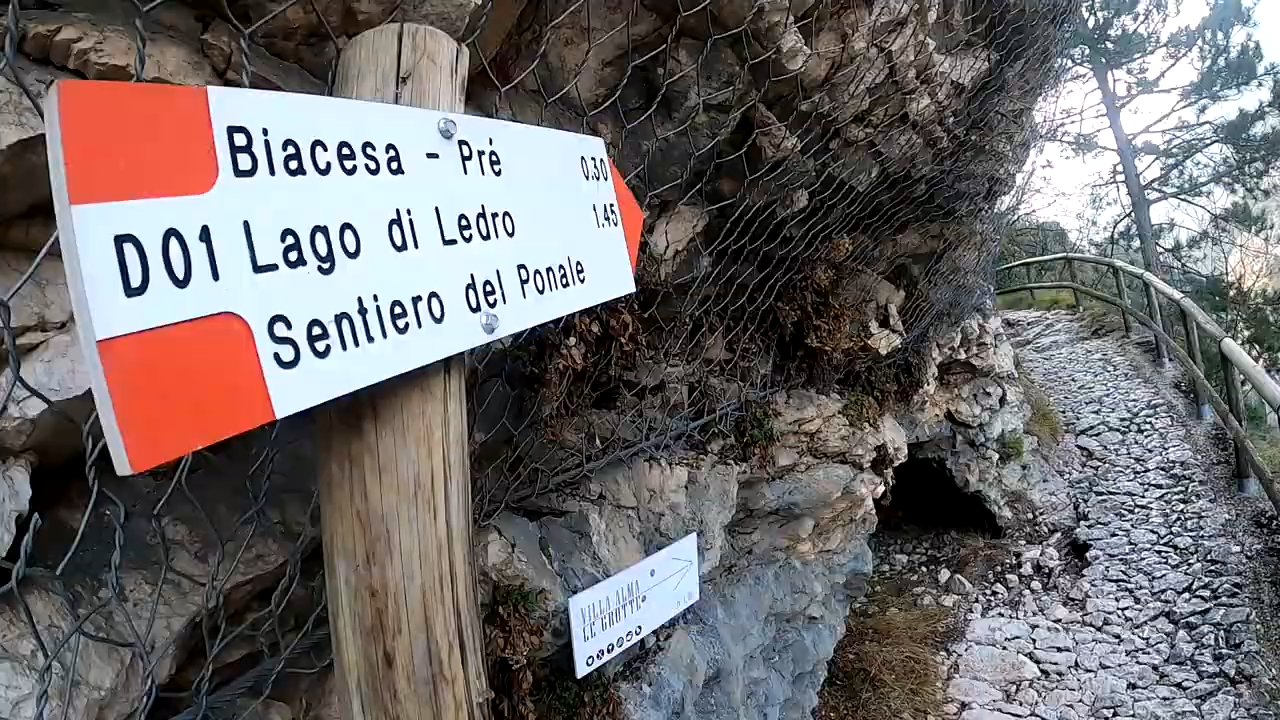 Biacesa - Pré 0.30
D01 Lago di Ledro 1.45
Sentiero del Ponale
VILLA ALMA
LE GROTTE